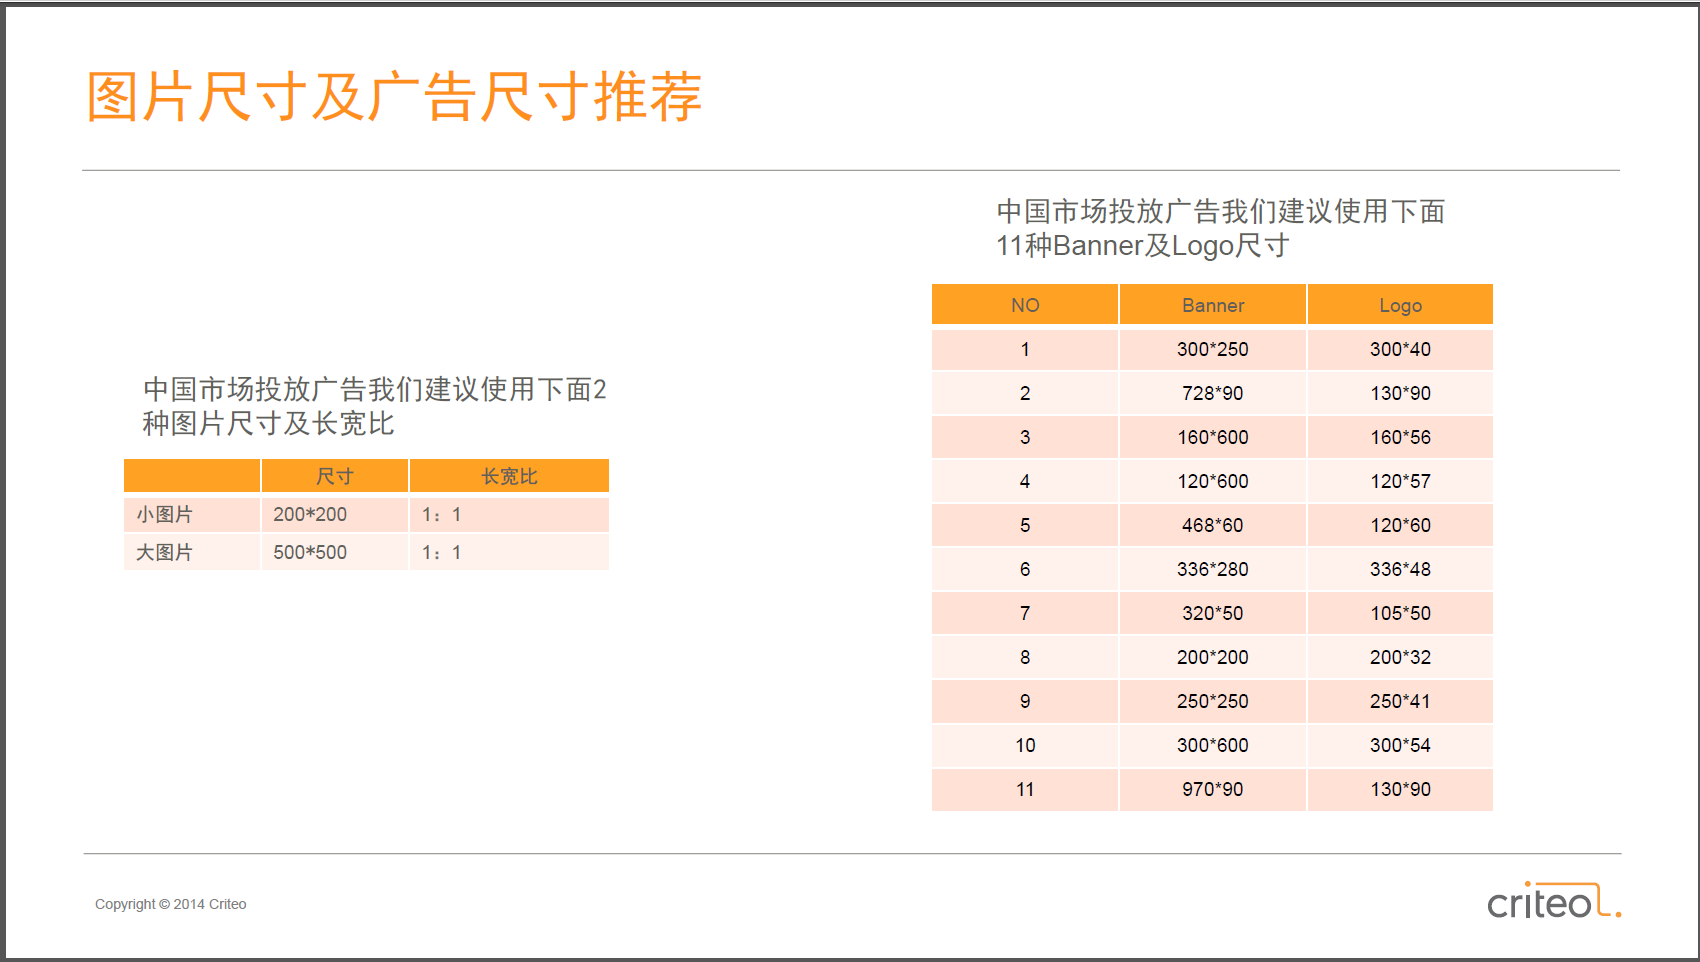 图片尺寸及广告尺寸推荐
中国市场投放广告我们建议使用下面2
种图片尺寸及长宽比
尺寸 长宽比
小图片 200*200 1：1
大图片 500*500 1：1
中国市场投放广告我们建议使用下面
11种Banner及Logo尺寸
NO Banner Logo
1 300*250 300*40
2 728*90 130*90
3 160*600 160*56
4 120*600 120*57
5 468*60 120*60
6 336*280 336*48
7 320*50 105*50
8 200*200 200*32
9 250*250 250*41
10 300*600 300*54
11 970*90 130*90
Copyright © 2014 Criteo
criteo